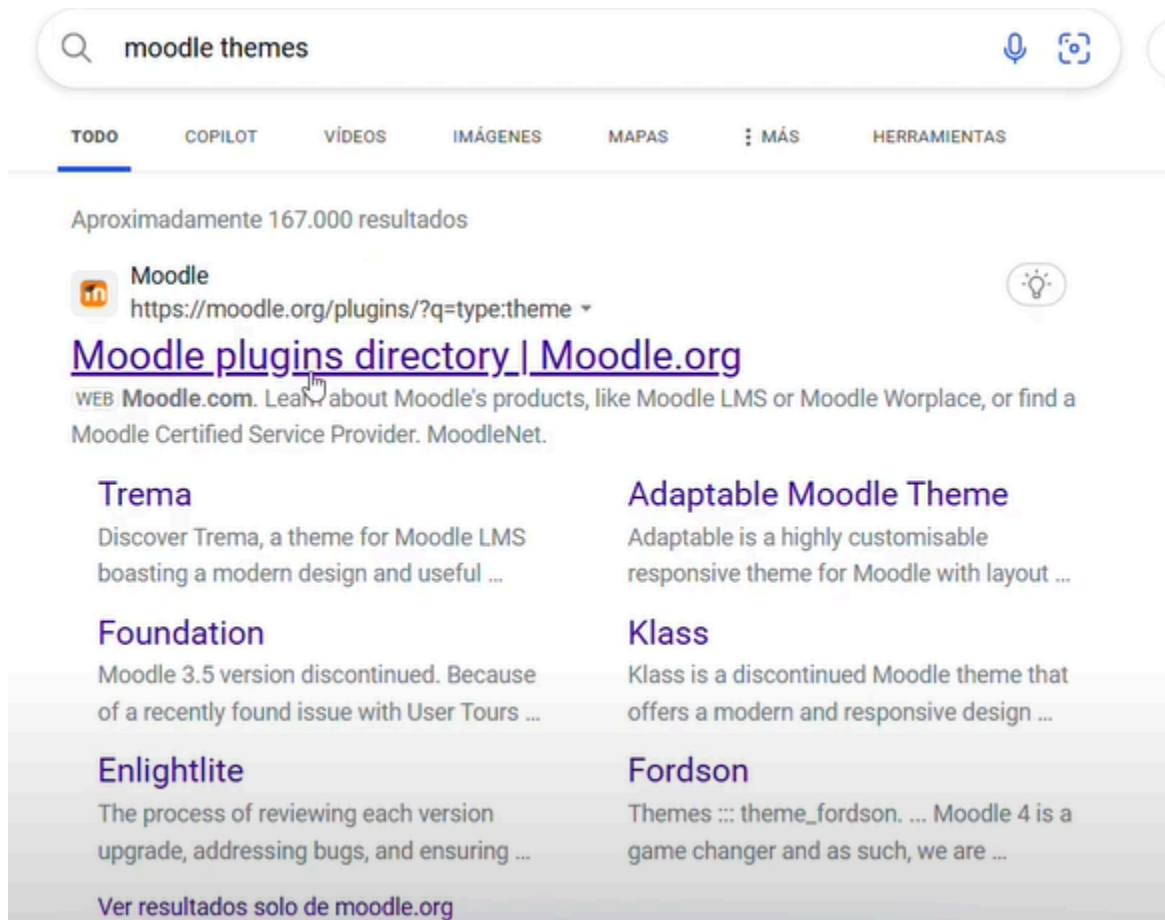 moodle themes
TODO COPILOT VÍDEOS IMÁGENES MAPAS MÁS HERRAMIENTAS
Aproximadamente 167.000 resultados
Moodle
https://moodle.org/plugins/?q=type:theme
Moodle plugins directory | Moodle.org
WEB Moodle.com. Learn about Moodle's products, like Moodle LMS or Moodle Worplace, or find a
Moodle Certified Service Provider. MoodleNet.
Trema
Discover Trema, a theme for Moodle LMS
boasting a modern design and useful ...
Adaptable Moodle Theme
Adaptable is a highly customisable
responsive theme for Moodle with layout ...
Foundation
Moodle 3.5 version discontinued. Because
of a recently found issue with User Tours ...
Klass
Klass is a discontinued Moodle theme that
offers a modern and responsive design ...
Enlightlite
The process of reviewing each version
upgrade, addressing bugs, and ensuring ...
Fordson
Themes ::: theme_fordson. ... Moodle 4 is a
game changer and as such, we are ...
Ver resultados solo de moodle.org